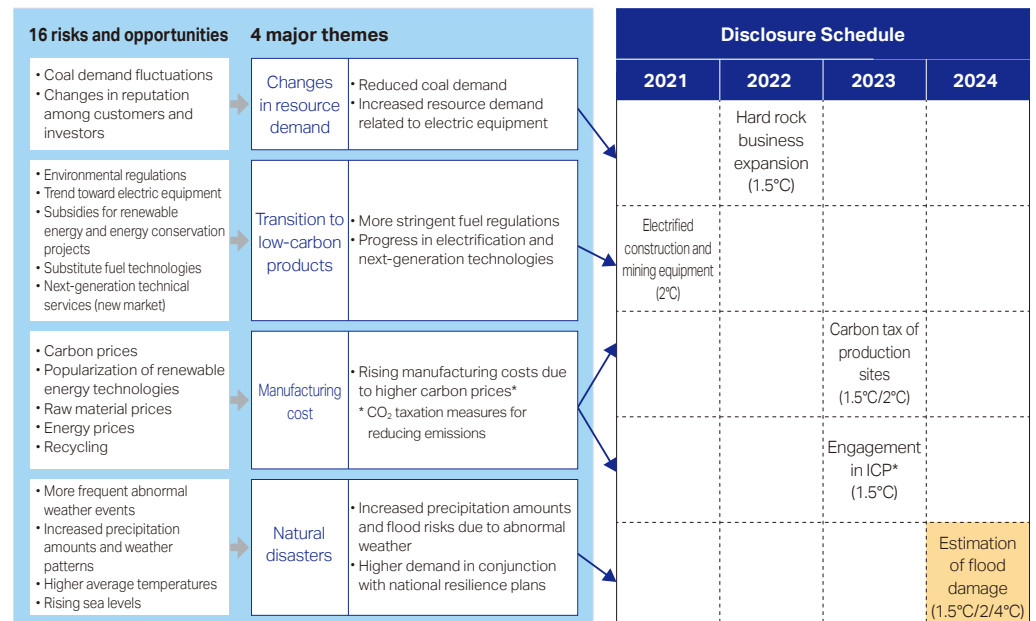 16 risks and opportunities
4 major themes
• Coal demand fluctuations
• Changes in reputation
among customers and
investors
Changes
in resource
demand
• Reduced coal demand
• Increased resource demand
related to electric equipment
• Environmental regulations
• Trend toward electric equipment
• Subsidies for renewable
energy and energy conservation
projects
• Substitute fuel technologies
• Next-generation technical
services (new market)
Transition to
low-carbon
products
• More stringent fuel regulations
• Progress in electrification and
next-generation technologies
• Carbon prices
• Popularization of renewable
energy technologies
• Raw material prices
• Energy prices
• Recycling
Manufacturing
cost
• Rising manufacturing costs due
to higher carbon prices*
* CO₂ taxation measures for
reducing emissions
• More frequent abnormal
weather events
• Increased precipitation
amounts and weather
patterns
• Higher average temperatures
• Rising sea levels
Natural
disasters
• Increased precipitation amounts
and flood risks due to abnormal
weather
• Higher demand in conjunction
with national resilience plans
Disclosure Schedule
2021
2022
2023
2024
Hard rock
business
expansion
(1.5°C)
Electrified
construction and
mining equipment
(2°C)
Carbon tax of
production
sites
(1.5°C/2°C)
Engagement
in ICP*
(1.5°C)
Estimation
of flood
damage
(1.5°C/2/4°C)